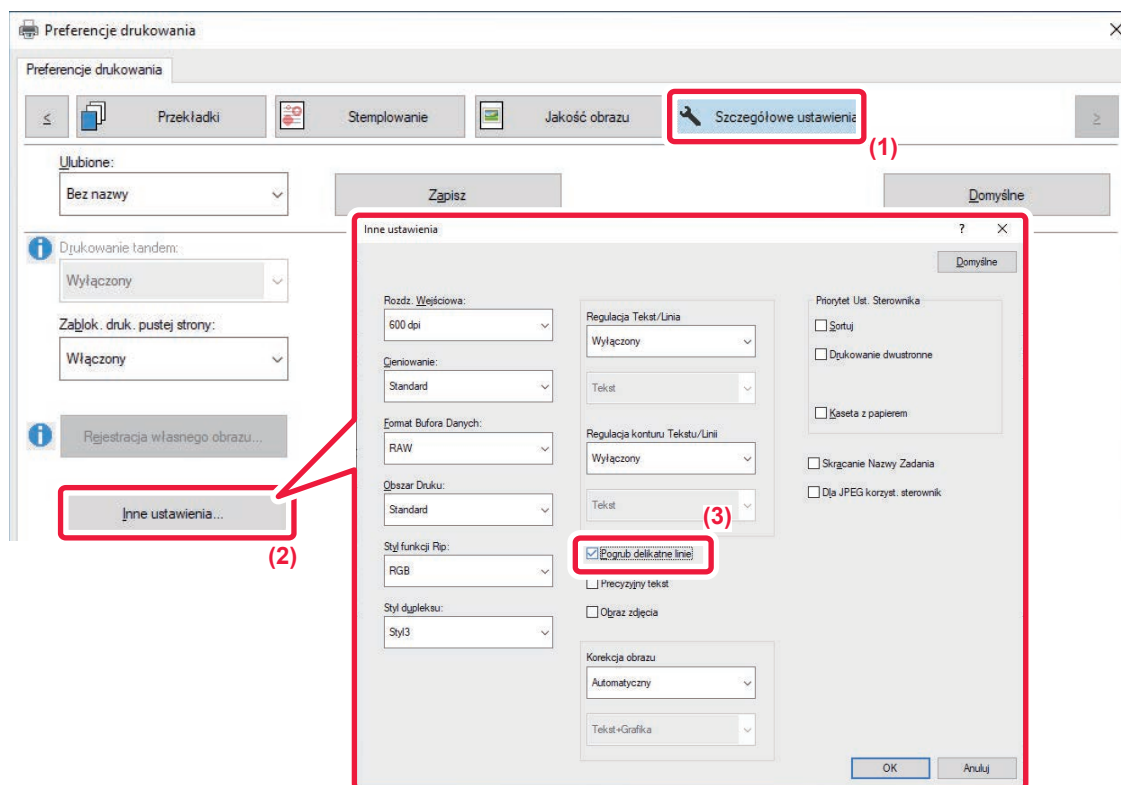 Preferencje drukowania
Preferencje drukowania
< Przekładki Stemplowanie Jakość obrazu Szczegółowe ustawienia >
(1)
Ulubione:
Bez nazwy Zapisz Domyślne
Drukowanie tandem:
Wyłączony
Zablok. druk. pustej strony:
Włączony
Rejestracja własnego obrazu...
Inne ustawienia...
(2)
Inne ustawienia ?
Domyślne
Rozdz. Wejściowa:
600 dpi
Cieniowanie:
Standard
Format Bufora Danych:
RAW
Obszar Druku:
Standard
Styl funkcji Rip:
RGB
Styl dupleksu:
Styl3
Regulacja Tekst/Linia
Wyłączony
Tekst
Regulacja konturu Tekstu/Linii
Wyłączony
Tekst
(3)
Pogrub delikatne linie
Precyzyjny tekst
Obraz zdjęcia
Korekcja obrazu
Automatyczny
Tekst+Grafika
Priorytet Ust. Sterownika
Sortuj
Drukowanie dwustronne
Kaseta z papierem
Skracanie Nazwy Zadania
Dla JPEG korzyst. sterownik
OK Anuluj